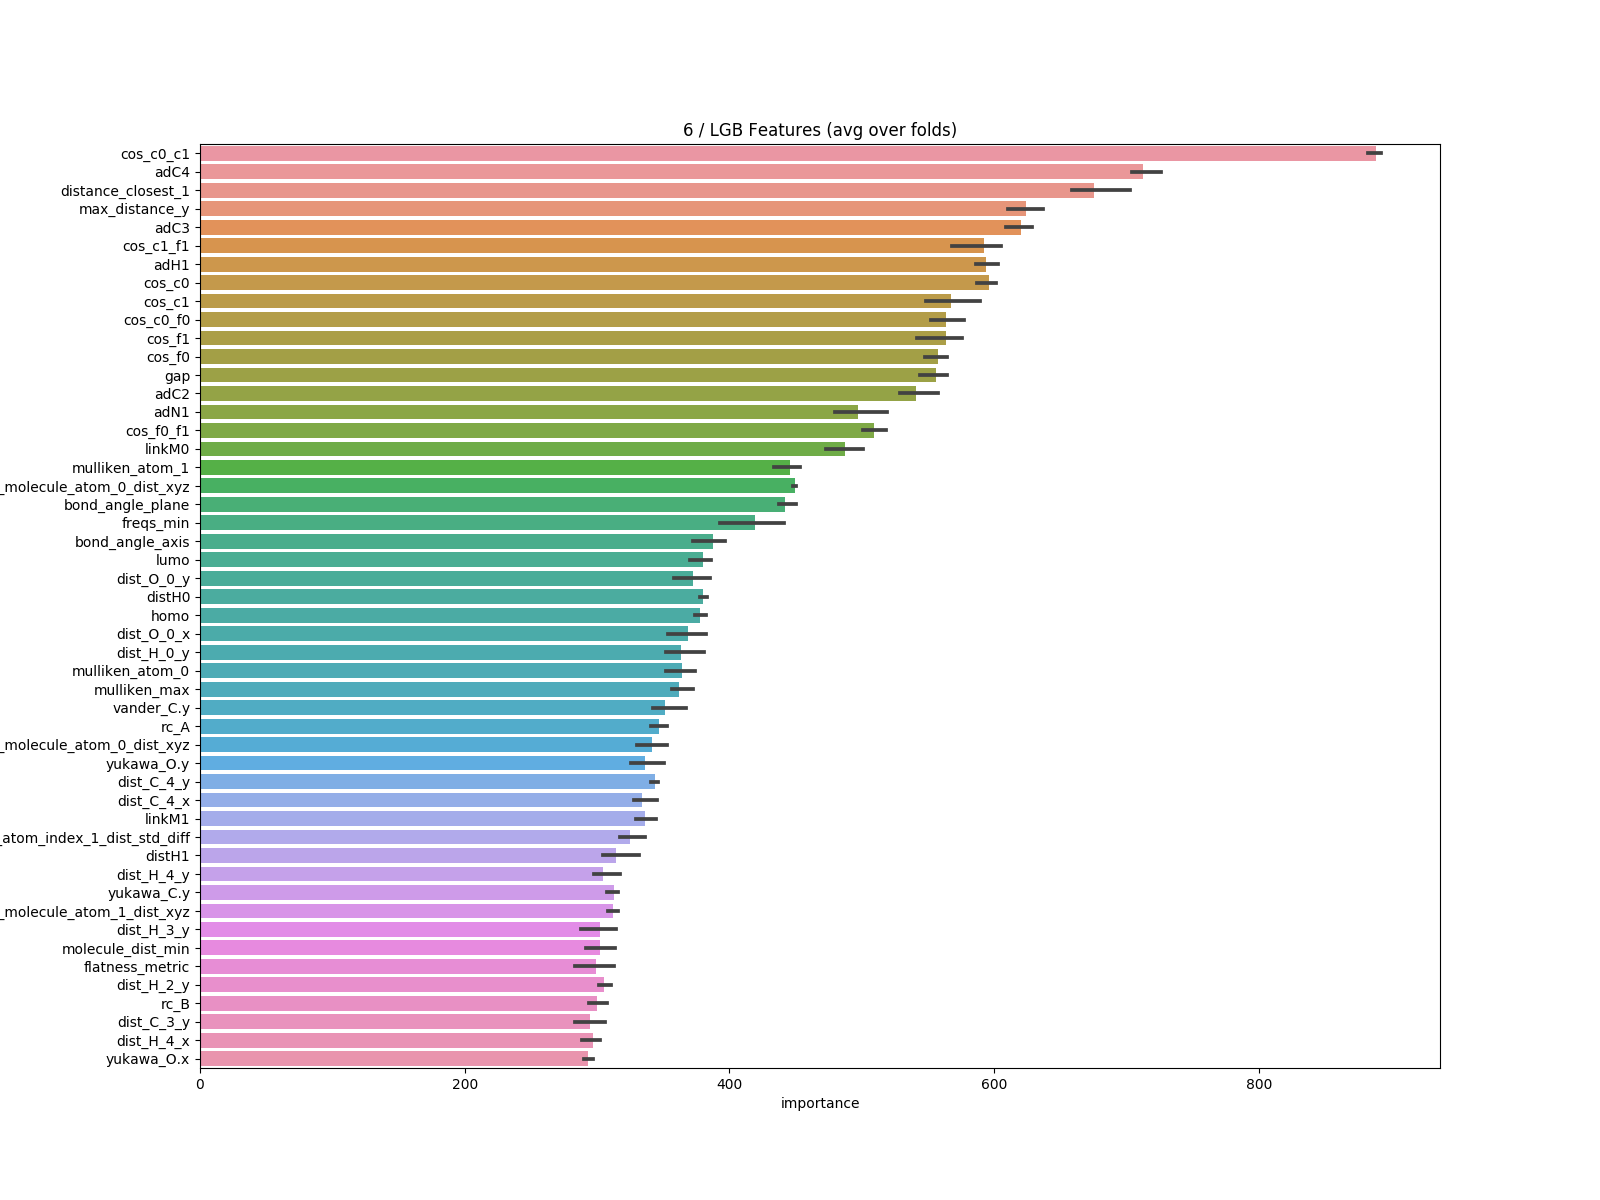 6 / LGB Features (avg over folds)
cos_c0_c1
adC4
distance_closest_1
max_distance_y
adC3
cos_c1_f1
adH1
cos_c0
cos_c1
cos_c0_f0
cos_f1
cos_f0
gap
adC2
adN1
cos_f0_f1
linkM0
mulliken_atom_1
_molecule_atom_0_dist_xyz
bond_angle_plane
freqs_min
bond_angle_axis
lumo
dist_O_0_y
distH0
homo
dist_O_0_x
dist_H_0_y
mulliken_atom_0
mulliken_max
vander_C.y
rc_A
_molecule_atom_0_dist_xyz
yukawa_O.y
dist_C_4_y
dist_C_4_x
linkM1
_atom_index_1_dist_std_diff
distH1
dist_H_4_y
yukawa_C.y
_molecule_atom_1_dist_xyz
dist_H_3_y
molecule_dist_min
flatness_metric
dist_H_2_y
rc_B
dist_C_3_y
dist_H_4_x
yukawa_O.x
0 200 400 600 800
importance